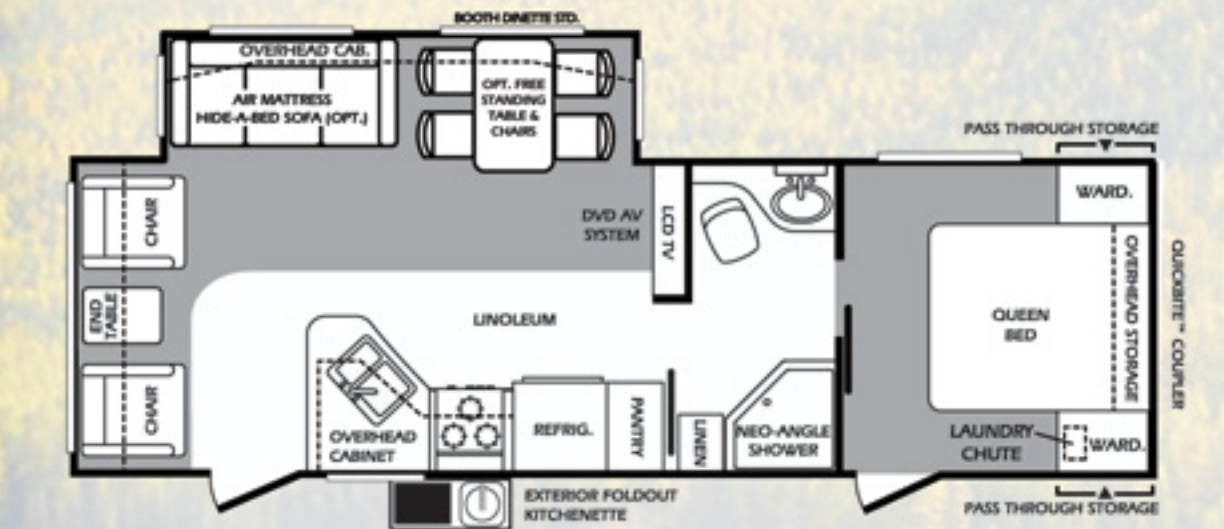 BOOTH DINETTE STD.
OVERHEAD CAB.
AIR MATTRESS
HIDE-A-BED SOFA (OPT.)
OPT. FREE
STANDING
TABLE &
CHAIRS
PASS THROUGH STORAGE
WARD.
CHAIR
DVD AV
SYSTEM
LCD TV
END
TABLE
LINOLEUM
QUEEN
BED
OVERHEAD STORAGE
QUICKBITE™ COUPLER
CHAIR
OVERHEAD
CABINET
REFRIG.
PANTRY
LINEN
NEO-ANGLE
SHOWER
LAUNDRY
CHUTE
WARD.
EXTERIOR FOLDOUT
KITCHENETTE
PASS THROUGH STORAGE